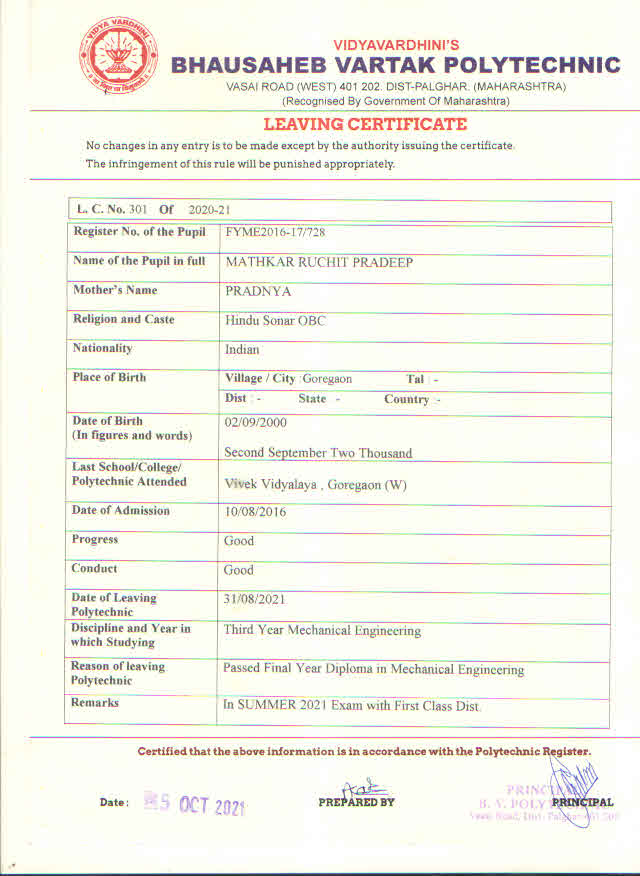 VIDYA VARDHINI
VIDYAVARDHINI'S
BHAUSAHEB VARTAK POLYTECHNIC
VASAI ROAD (WEST) 401 202. DIST-PALGHAR. (MAHARASHTRA)
(Recognised By Government Of Maharashtra)
LEAVING CERTIFICATE
No changes in any entry is to be made except by the authority issuing the certificate.
The infringement of this rule will be punished appropriately.
L. C. No. 301 Of 2020-21
Register No. of the Pupil FYME2016-17/728
Name of the Pupil in full MATHKAR RUCHIT PRADEEP
Mother's Name PRADNYA
Religion and Caste Hindu Sonar OBC
Nationality Indian
Place of Birth Village / City :Goregaon Tal : -
Dist : - State - Country :-
Date of Birth 02/09/2000
(In figures and words)
Second September Two Thousand
Last School/College/
Polytechnic Attended Vivek Vidyalaya , Goregaon (W)
Date of Admission 10/08/2016
Progress Good
Conduct Good
Date of Leaving 31/08/2021
Polytechnic
Discipline and Year in Third Year Mechanical Engineering
which Studying
Reason of leaving Passed Final Year Diploma in Mechanical Engineering
Polytechnic
Remarks In SUMMER 2021 Exam with First Class Dist.
Certified that the above information is in accordance with the Polytechnic Register.
Date: 5 OCT 2021 PREPARED BY PRINCIPAL
B. V. POLY
Vasai Road, Dist. Palghar